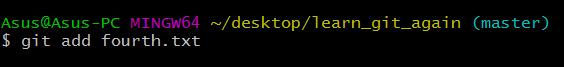 Asus@Asus-PC MINGW64 ~/desktop/learn_git_again (master)
$ git add fourth.txt